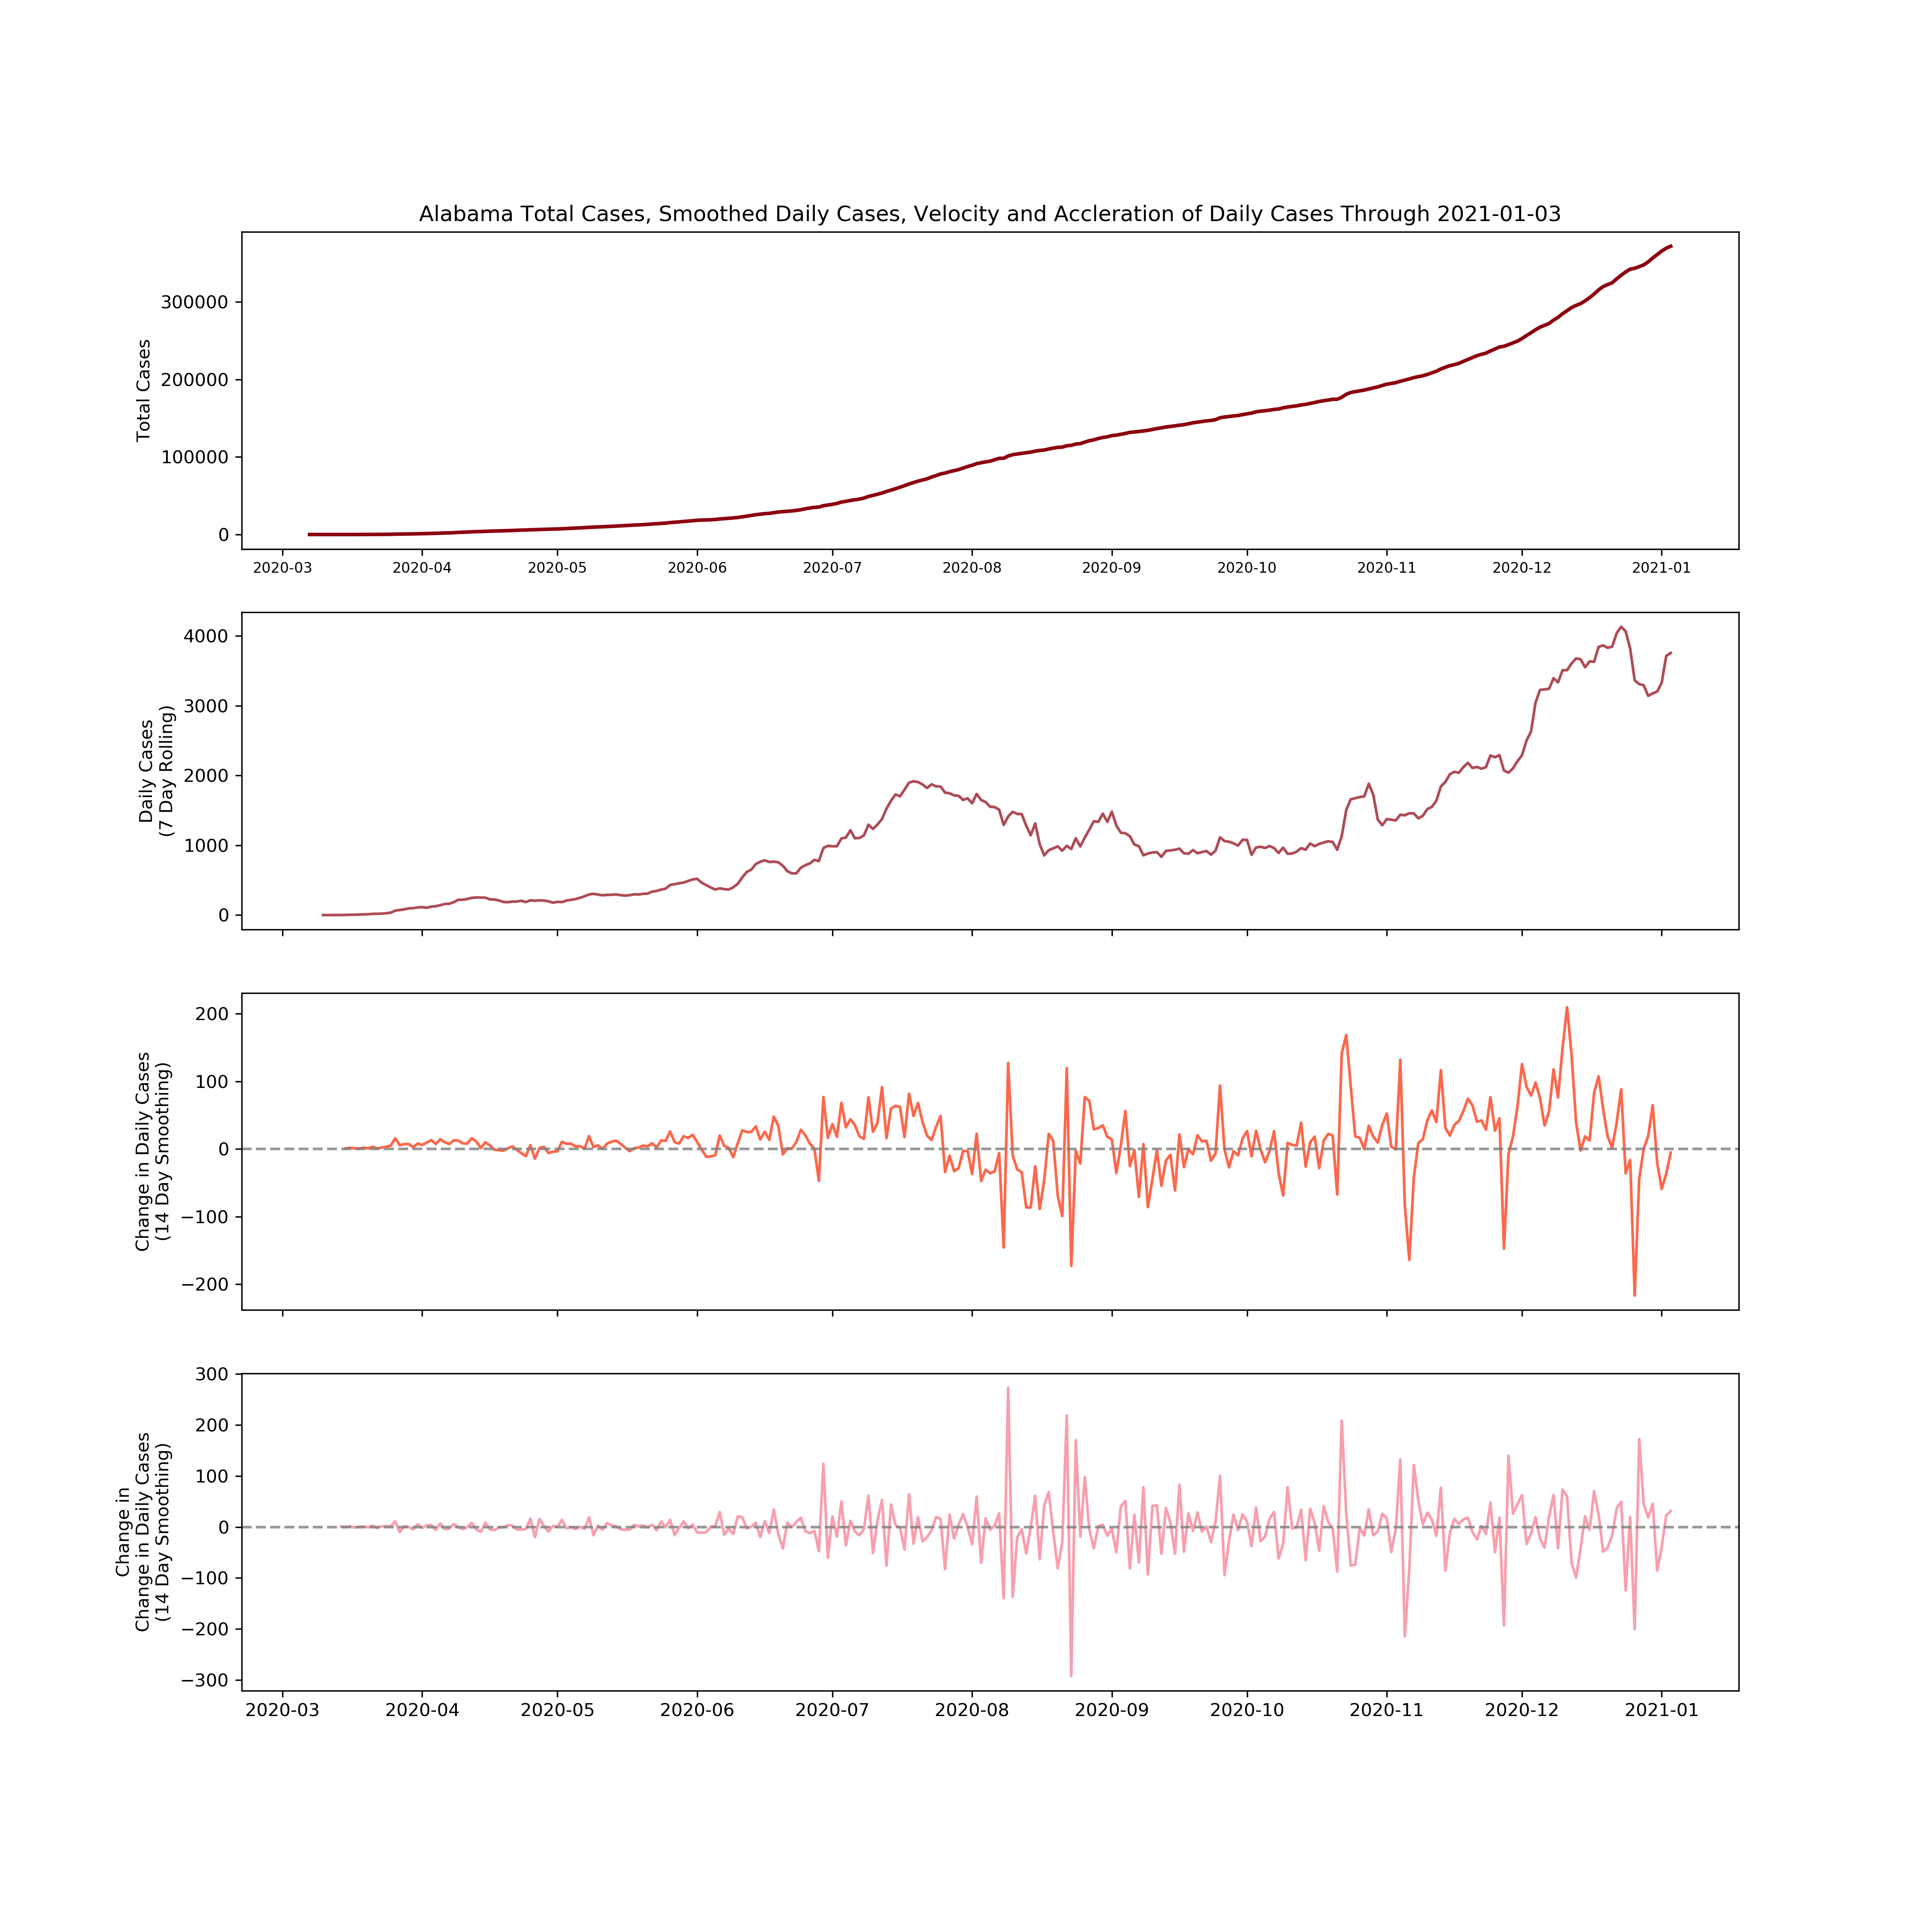 Alabama Total Cases, Smoothed Daily Cases, Velocity and Accleration of Daily Cases Through 2021-01-03
Total Cases
300000
200000
100000
0
2020-03 2020-04 2020-05 2020-06 2020-07 2020-08 2020-09 2020-10 2020-11 2020-12 2021-01
Daily Cases
(7 Day Rolling)
4000
3000
2000
1000
0
Change in Daily Cases
(14 Day Smoothing)
200
100
0
−100
−200
Change in
Change in Daily Cases
(14 Day Smoothing)
300
200
100
0
−100
−200
−300
2020-03 2020-04 2020-05 2020-06 2020-07 2020-08 2020-09 2020-10 2020-11 2020-12 2021-01